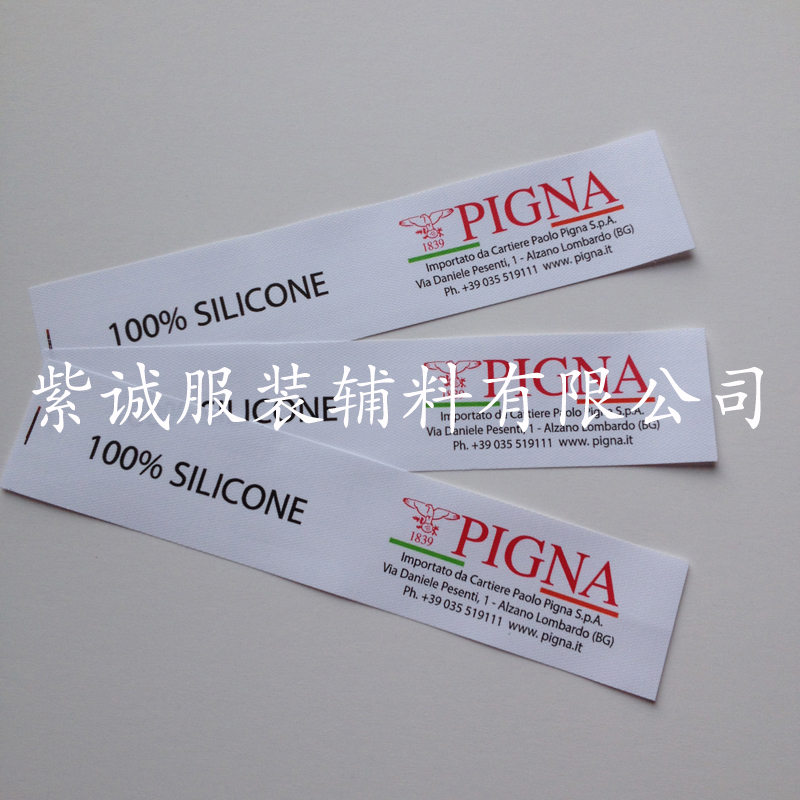 PIGNA
1839
Importato da Cartiere Paolo Pigna S.p.A.
Via Daniele Pesenti, 1 - Alzano Lombardo (BG)
Ph. +39 035 519111 www. pigna.it
100% SILICONE
PIGNA
1839
Importato da Cartiere Paolo Pigna S.p.A.
Via Daniele Pesenti, 1 - Alzano Lombardo (BG)
Ph. +39 035 519111 www. pigna.it
SILICONE
紫诚服装辅料有限公司
100% SILICONE
PIGNA
1839
Importato da Cartiere Paolo Pigna S.p.A.
Via Daniele Pesenti, 1 - Alzano Lombardo (BG)
Ph. +39 035 519111 www. pigna.it